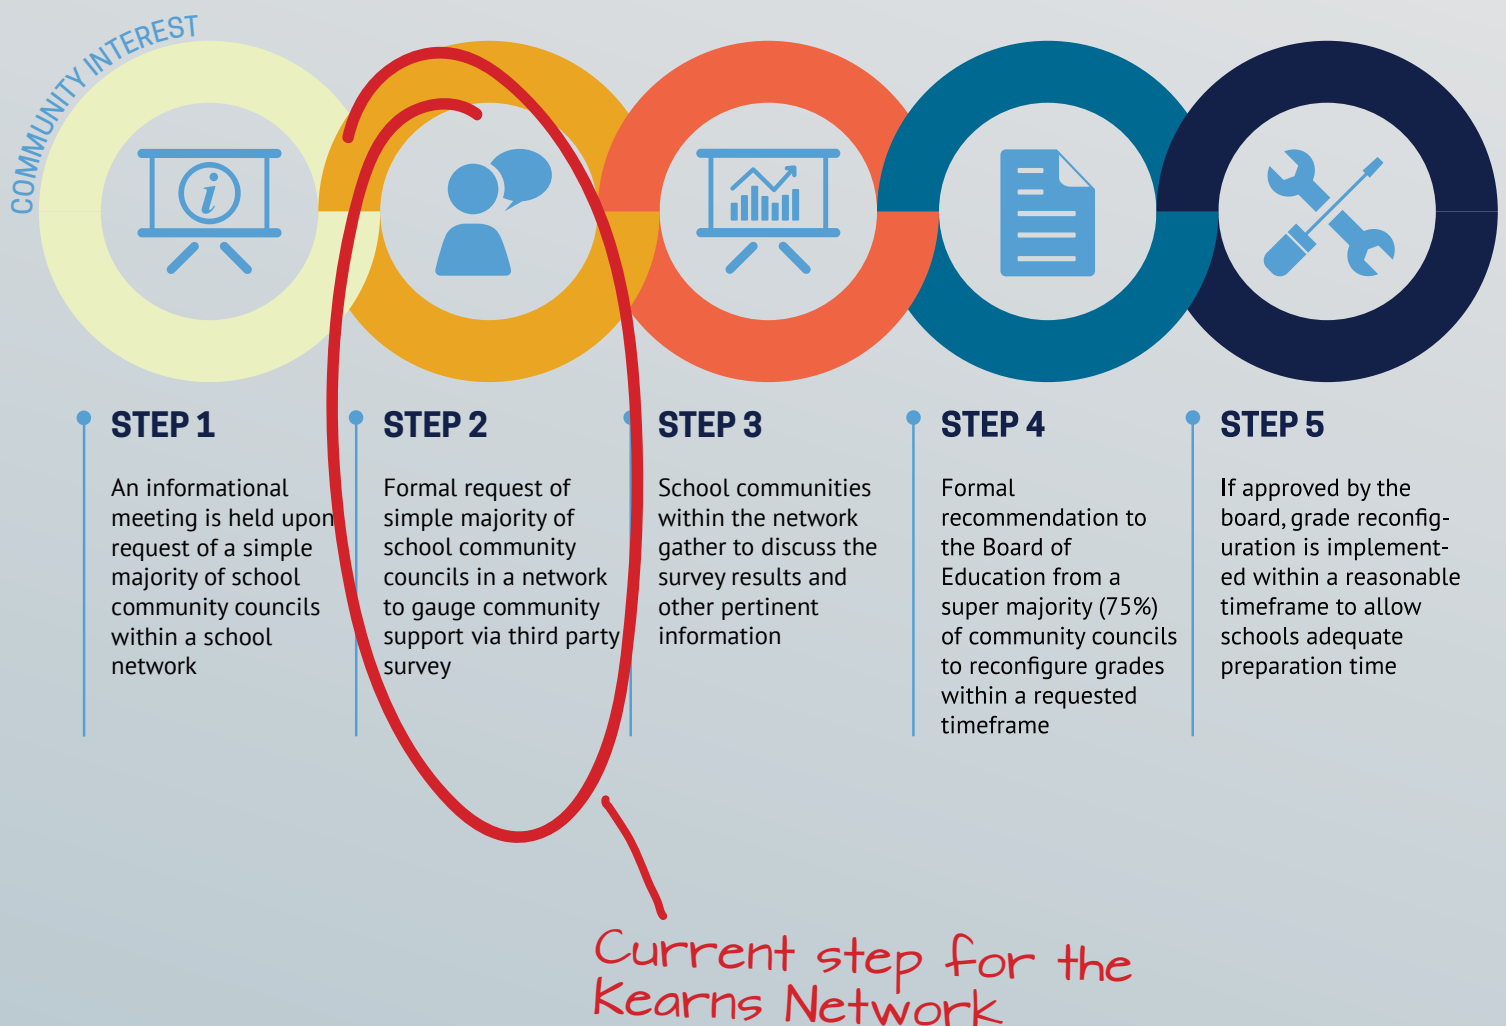 COMMUNITY INTEREST
i
STEP 1
An informational
meeting is held upon
request of a simple
majority of school
community councils
within a school
network
STEP 2
Formal request of
simple majority of
school community
councils in a network
to gauge community
support via third party
survey
STEP 3
School communities
within the network
gather to discuss the
survey results and
other pertinent
information
STEP 4
Formal
recommendation to
the Board of
Education from a
super majority (75%)
of community councils
to reconfigure grades
within a requested
timeframe
STEP 5
If approved by the
board, grade reconfig-
uration is implement-
ed within a reasonable
timeframe to allow
schools adequate
preparation time
Current step for the
Kearns Network